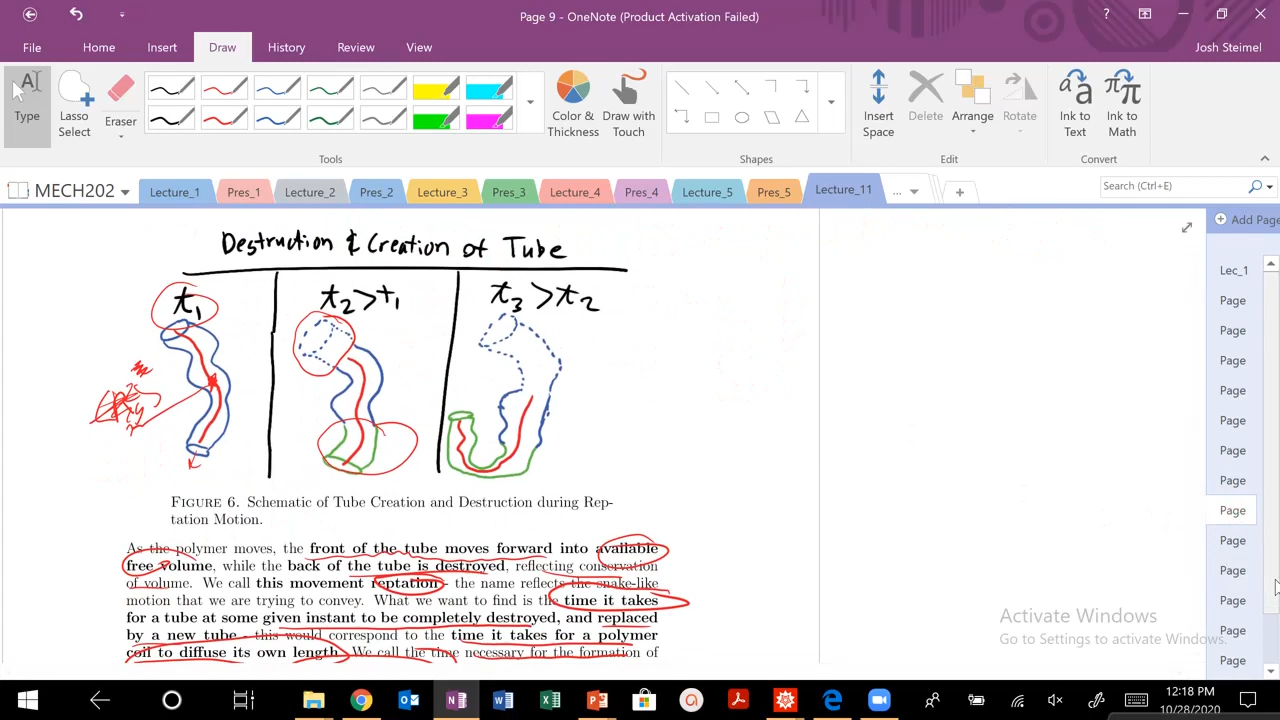 Page 9 - OneNote (Product Activation Failed)
?
File
Home
Insert
Draw
History
Review
View
Josh Steimel
Type
Lasso Select
Eraser
Color & Thickness
Draw with Touch
Insert Space
Delete
Arrange
Rotate
Ink to Text
Ink to Math
Tools
Shapes
Edit
Convert
MECH202
Lecture_1
Pres_1
Lecture_2
Pres_2
Lecture_3
Pres_3
Lecture_4
Pres_4
Lecture_5
Pres_5
Lecture_11
...
Search (Ctrl+E)
Add Page
Lec_1
Page
Page
Page
Page
Page
Page
Page
Page
Page
Page
Page
Page
Page
Destruction & Creation of Tube
t1
t2>t1
t3>t2
FIGURE 6. Schematic of Tube Creation and Destruction during Rep-
tation Motion.
As the polymer moves, the front of the tube moves forward into available
free volume, while the back of the tube is destroyed, reflecting conservation
of volume. We call this movement reptation - the name reflects the snake-like
motion that we are trying to convey. What we want to find is the time it takes
for a tube at some given instant to be completely destroyed, and replaced
by a new tube - this would correspond to the time it takes for a polymer
coil to diffuse its own length. We call the time necessary for the formation of
Activate Windows
Go to Settings to activate Windows.
12:18 PM
10/28/2020